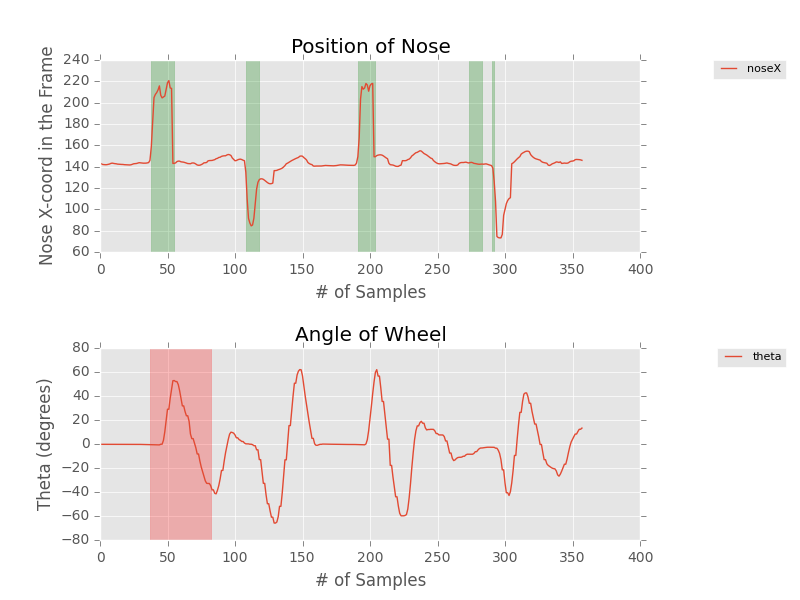 Position of Nose
Nose X-coord in the Frame
240
220
200
180
160
140
120
100
80
60
0 50 100 150 200 250 300 350 400
# of Samples
noseX
Angle of Wheel
Theta (degrees)
80
60
40
20
0
−20
−40
−60
−80
0 50 100 150 200 250 300 350 400
# of Samples
theta